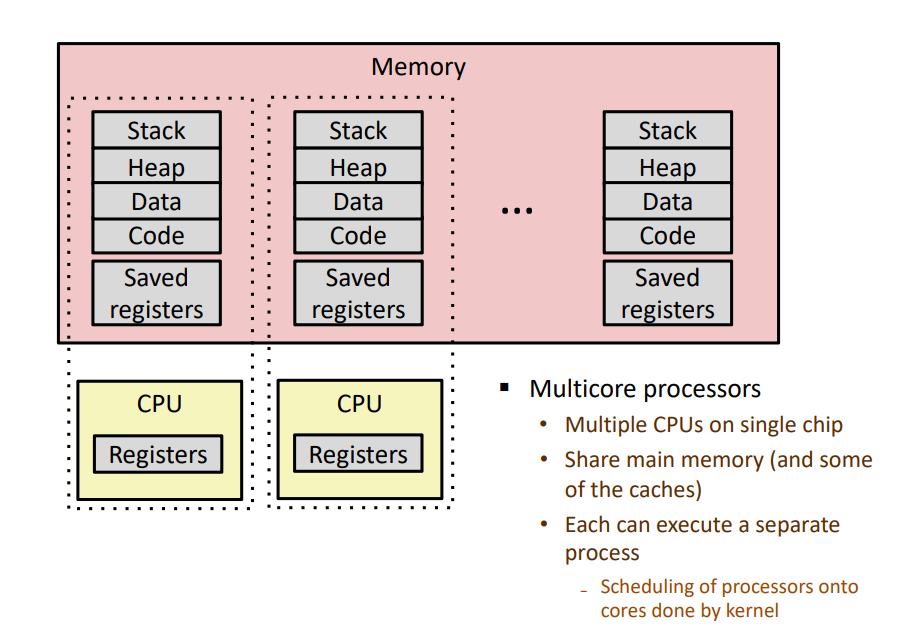 Memory
Stack
Heap
Data
Code
Saved
registers
Stack
Heap
Data
Code
Saved
registers
...
Stack
Heap
Data
Code
Saved
registers
CPU
Registers
CPU
Registers
▪ Multicore processors
• Multiple CPUs on single chip
• Share main memory (and some
of the caches)
• Each can execute a separate
process
– Scheduling of processors onto
cores done by kernel